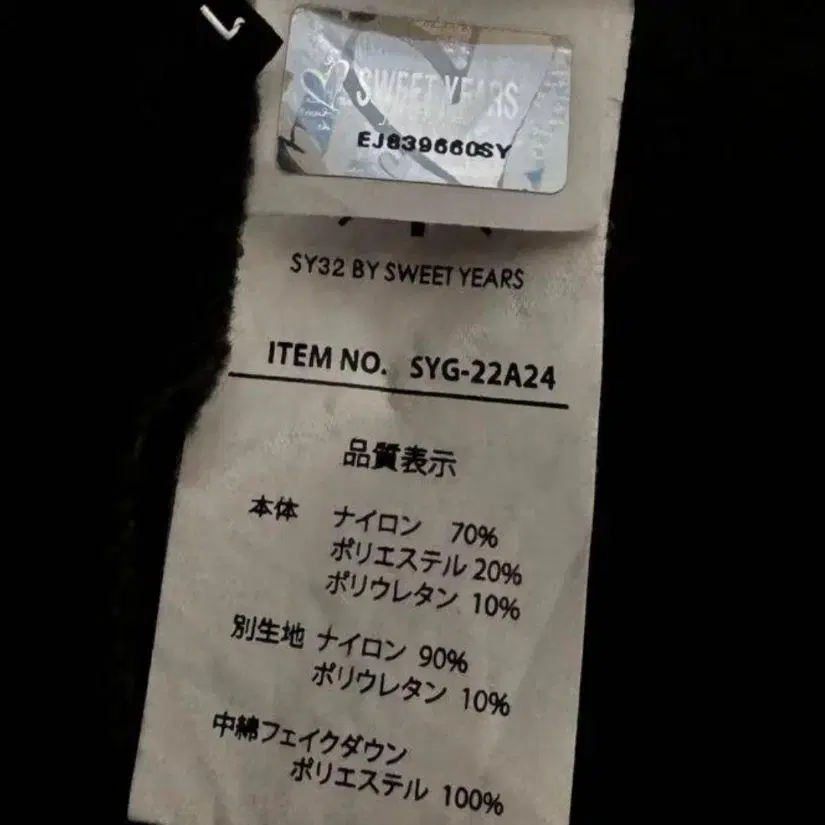 SWEET YEARS
EJ839660SY
SY32 BY SWEET YEARS
ITEM NO. SYG-22A24
品質表示
本体 ナイロン 70%
ポリエステル 20%
ポリウレタン 10%
別生地 ナイロン 90%
ポリウレタン 10%
中綿フェイクダウン
ポリエステル 100%